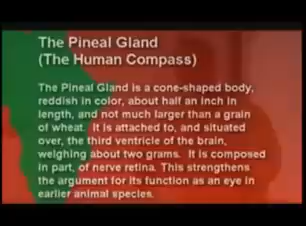 The Pineal Gland
(The Human Compass)
The Pineal Gland is a cone-shaped body,
reddish in color, about half an inch in
length, and not much larger than a grain
of wheat. It is attached to, and situated
over, the third ventricle of the brain,
weighing about two grams. It is composed
in part, of nerve retina. This strengthens
the argument for its function as an eye in
earlier animal species.